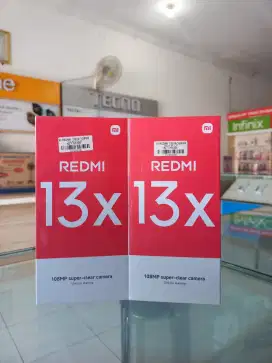 TECNO
Infinix
REDMI
13x
108MP super-clear camera
REDMI
13x
108MP super-clear camera